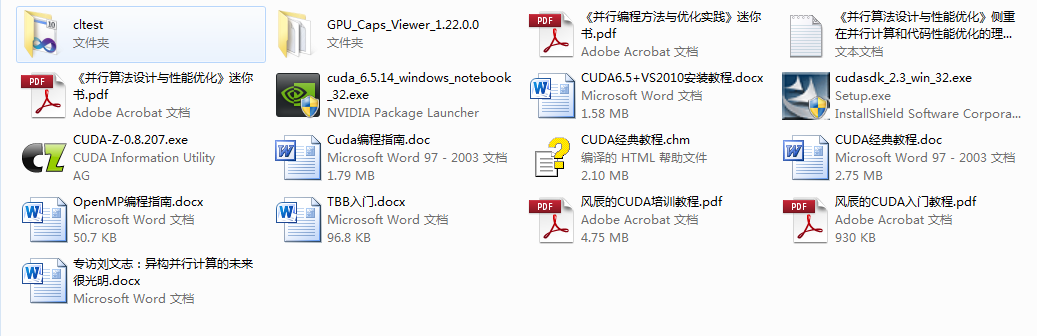 cltest
文件夹
GPU_Caps_Viewer_1.22.0.0
文件夹
《并行编程方法与优化实践》迷你
书.pdf
Adobe Acrobat 文档
《并行算法设计与性能优化》侧重
在并行计算和代码性能优化的理...
文本文档
《并行算法设计与性能优化》迷你
书.pdf
Adobe Acrobat 文档
cuda_6.5.14_windows_notebook
_32.exe
NVIDIA Package Launcher
CUDA6.5+VS2010安装教程.docx
Microsoft Word 文档
1.58 MB
cudasdk_2.3_win_32.exe
Setup.exe
InstallShield Software Corpora...
CUDA-Z-0.8.207.exe
CUDA Information Utility
AG
Cuda编程指南.doc
Microsoft Word 97 - 2003 文档
1.79 MB
CUDA经典教程.chm
编译的 HTML 帮助文件
2.10 MB
CUDA经典教程.doc
Microsoft Word 97 - 2003 文档
2.75 MB
OpenMP编程指南.docx
Microsoft Word 文档
50.7 KB
TBB入门.docx
Microsoft Word 文档
96.8 KB
风辰的CUDA培训教程.pdf
Adobe Acrobat 文档
4.75 MB
风辰的CUDA入门教程.pdf
Adobe Acrobat 文档
930 KB
专访刘文志：异构并行计算的未来
很光明.docx
Microsoft Word 文档